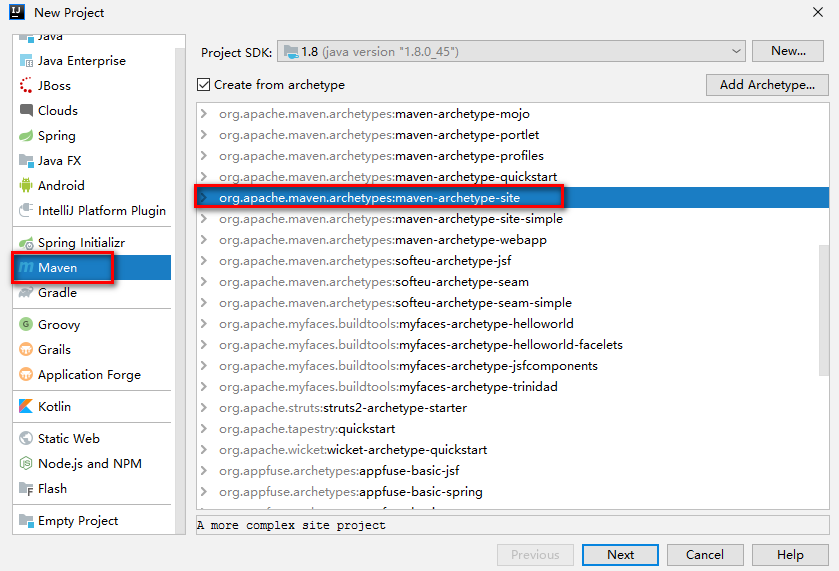 New Project
Java
Java Enterprise
JBoss
Clouds
Spring
Java FX
Android
IntelliJ Platform Plugin
Spring Initializr
Maven
Gradle
Groovy
Grails
Application Forge
Kotlin
Static Web
Node.js and NPM
Flash
Empty Project
Project SDK: 1.8 (java version "1.8.0_45") New...
Create from archetype Add Archetype...
org.apache.maven.archetypes:maven-archetype-mojo
org.apache.maven.archetypes:maven-archetype-portlet
org.apache.maven.archetypes:maven-archetype-profiles
org.apache.maven.archetypes:maven-archetype-quickstart
org.apache.maven.archetypes:maven-archetype-site
org.apache.maven.archetypes:maven-archetype-site-simple
org.apache.maven.archetypes:maven-archetype-webapp
org.apache.maven.archetypes:softeu-archetype-jsf
org.apache.maven.archetypes:softeu-archetype-seam
org.apache.maven.archetypes:softeu-archetype-seam-simple
org.apache.myfaces.buildtools:myfaces-archetype-helloworld
org.apache.myfaces.buildtools:myfaces-archetype-helloworld-facelets
org.apache.myfaces.buildtools:myfaces-archetype-jsfcomponents
org.apache.myfaces.buildtools:myfaces-archetype-trinidad
org.apache.struts:struts2-archetype-starter
org.apache.tapestry:quickstart
org.apache.wicket:wicket-archetype-quickstart
org.appfuse.archetypes:appfuse-basic-jsf
org.appfuse.archetypes:appfuse-basic-spring
A more complex site project
Previous Next Cancel Help